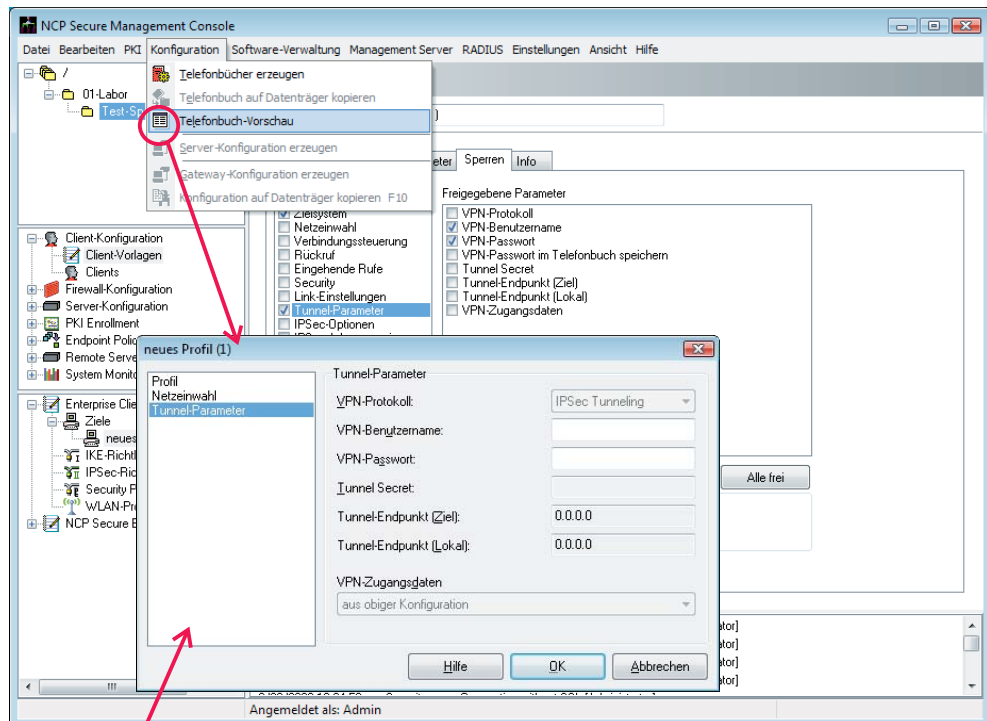 NCP Secure Management Console
Datei Bearbeiten PKI Konfiguration Software-Verwaltung Management Server RADIUS Einstellungen Ansicht Hilfe
/
01-Labor
Test-Sp
Telefonbücher erzeugen
Telefonbuch auf Datenträger kopieren
Telefonbuch-Vorschau
Server-Konfiguration erzeugen
Gateway-Konfiguration erzeugen
Konfiguration auf Datenträger kopieren F10
)
eter Sperren Info
Freigegebene Parameter
Zielsystem
Netzeinwahl
Verbindungssteuerung
Rückruf
Eingehende Rufe
Security
Link-Einstellungen
Tunnel-Parameter
IPSec-Optionen
VPN-Protokoll
VPN-Benutzername
VPN-Passwort
VPN-Passwort im Telefonbuch speichern
Tunnel Secret
Tunnel-Endpunkt (Ziel)
Tunnel-Endpunkt (Lokal)
VPN-Zugangsdaten
Client-Konfiguration
Client-Vorlagen
Clients
Firewall-Konfiguration
Server-Konfiguration
PKI Enrollment
Endpoint Polic
Remote Serve
System Monito
Enterprise Clie
Ziele
neues
IKE-Richtl
IPSec-Ric
Security P
WLAN-Pr
NCP Secure E
neues Profil (1)
Profil
Netzeinwahl
Tunnel-Parameter
Tunnel-Parameter
VPN-Protokoll: IPSec Tunneling
VPN-Benutzername:
VPN-Passwort:
Tunnel Secret:
Tunnel-Endpunkt (Ziel): 0.0.0.0
Tunnel-Endpunkt (Lokal): 0.0.0.0
VPN-Zugangsdaten
aus obiger Konfiguration
Hilfe OK Abbrechen
Alle frei
ator]
ator]
ator]
ator]
Angemeldet als: Admin